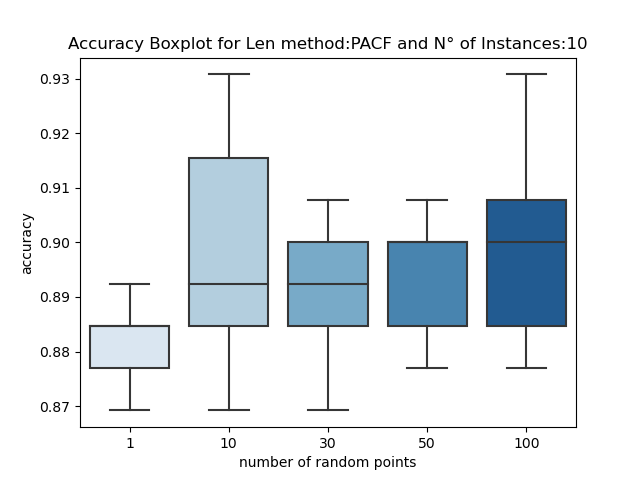 Accuracy Boxplot for Len method:PACF and N° of Instances:10
0.93
0.92
0.91
0.90
0.89
0.88
0.87
accuracy
1 10 30 50 100
number of random points